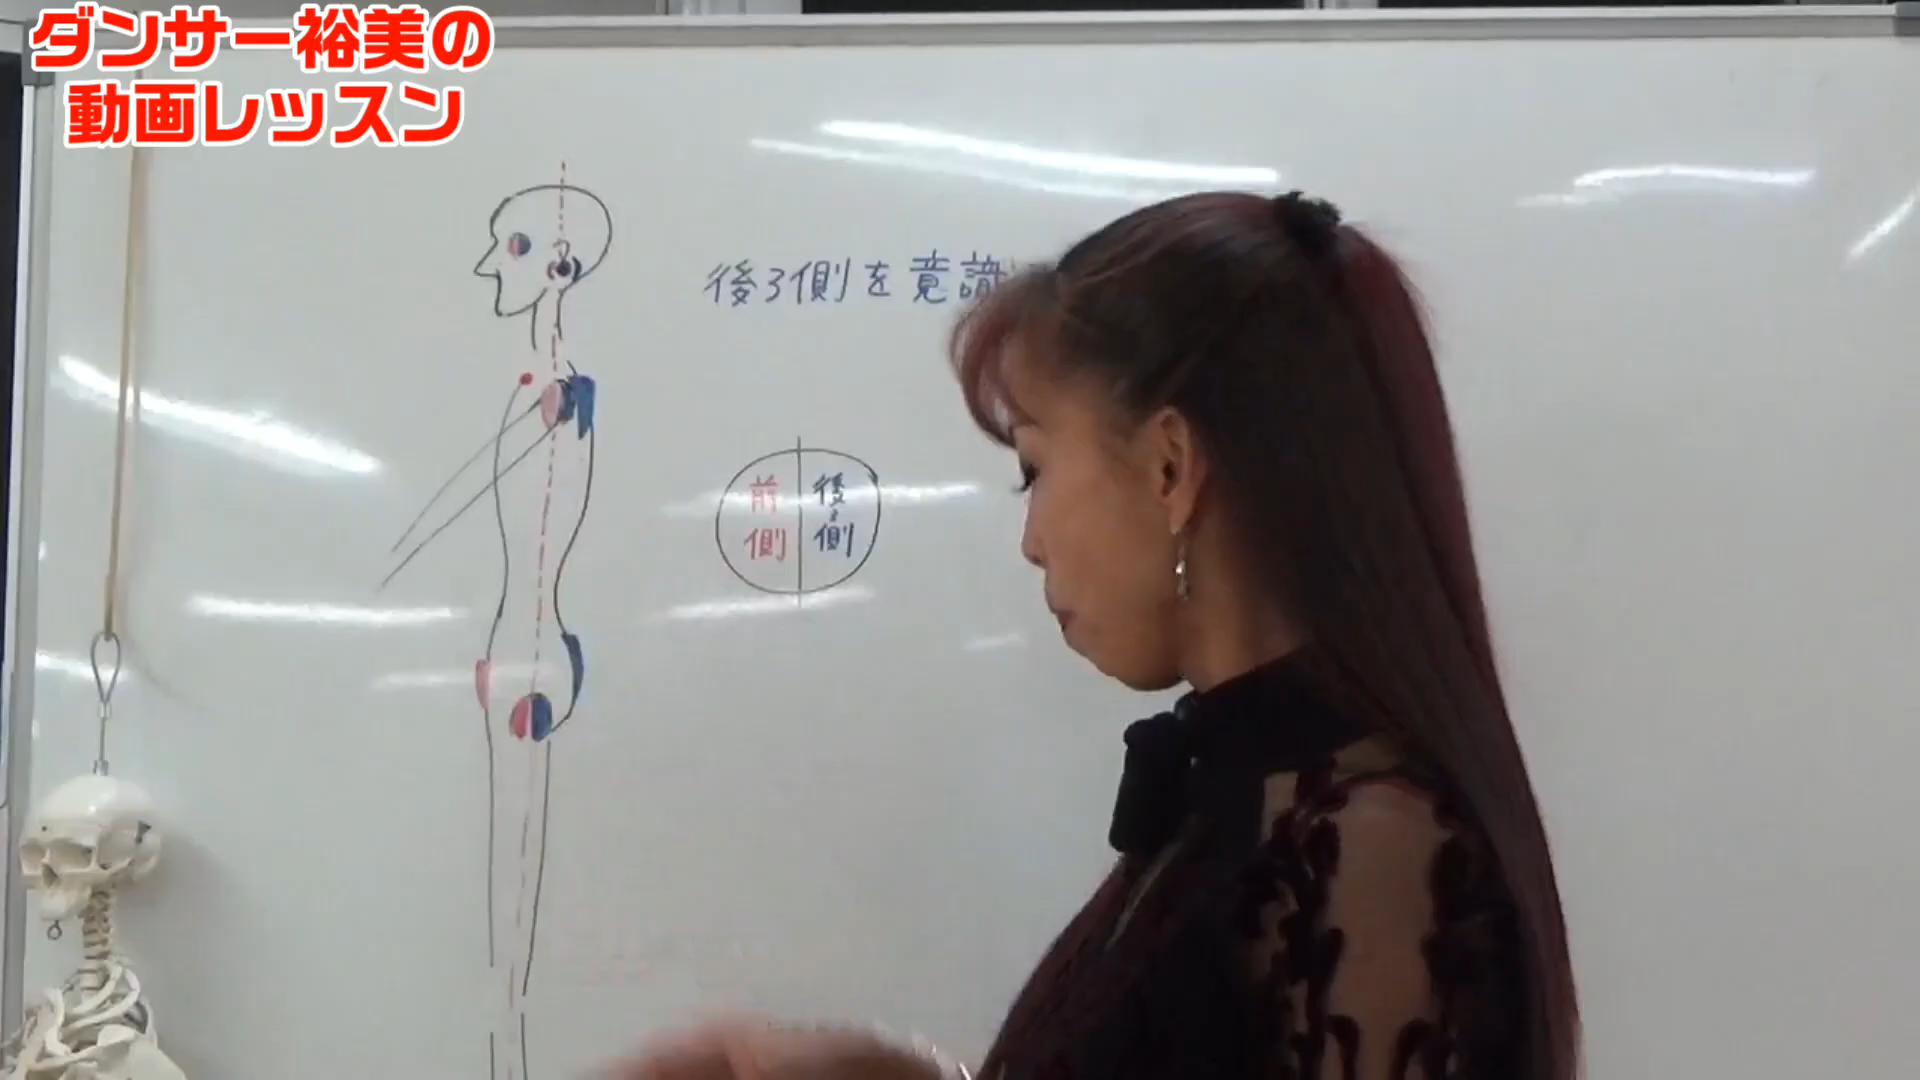 ダンサー裕美の
動画レッスン
後ろ側を意識
前側
後ろ側